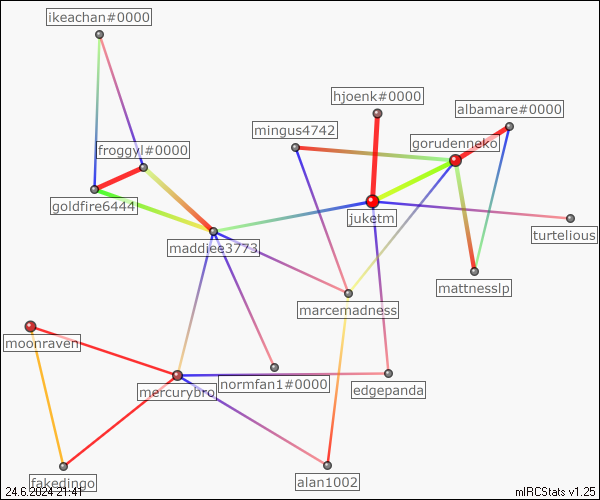 ikeachan#0000
hjoenk#0000
albamare#0000
mingus4742
gorudenneko
froggyl#0000
goldfire6444
juketm
turtelious
maddiee3773
mattnesslp
marcemadness
moonraven
mercurybro
normfan1#0000
edgepanda
fakedingo
alan1002
24.6.2024 21:41
mIRCStats v1.25